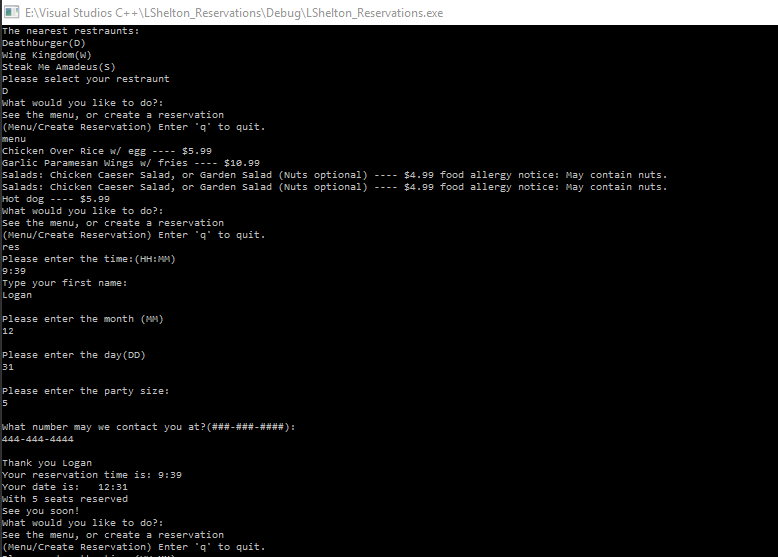 E:\Visual Studios C++\LShelton_Reservations\Debug\LShelton_Reservations.exe
The nearest restraunts:
Deathburger(D)
Wing Kingdom(W)
Steak Me Amadeus(S)
Please select your restraunt
D
What would you like to do?:
See the menu, or create a reservation
(Menu/Create Reservation) Enter 'q' to quit.
menu
Chicken Over Rice w/ egg ---- $5.99
Garlic Paramesan Wings w/ fries ---- $10.99
Salads: Chicken Caeser Salad, or Garden Salad (Nuts optional) ---- $4.99 food allergy notice: May contain nuts.
Salads: Chicken Caeser Salad, or Garden Salad (Nuts optional) ---- $4.99 food allergy notice: May contain nuts.
Hot dog ---- $5.99
What would you like to do?:
See the menu, or create a reservation
(Menu/Create Reservation) Enter 'q' to quit.
res
Please enter the time:(HH:MM)
9:39
Type your first name:
Logan
Please enter the month (MM)
12
Please enter the day(DD)
31
Please enter the party size:
5
What number may we contact you at?(###-###-####):
444-444-4444
Thank you Logan
Your reservation time is: 9:39
Your date is:   12:31
With 5 seats reserved
See you soon!
What would you like to do?:
See the menu, or create a reservation
(Menu/Create Reservation) Enter 'q' to quit.